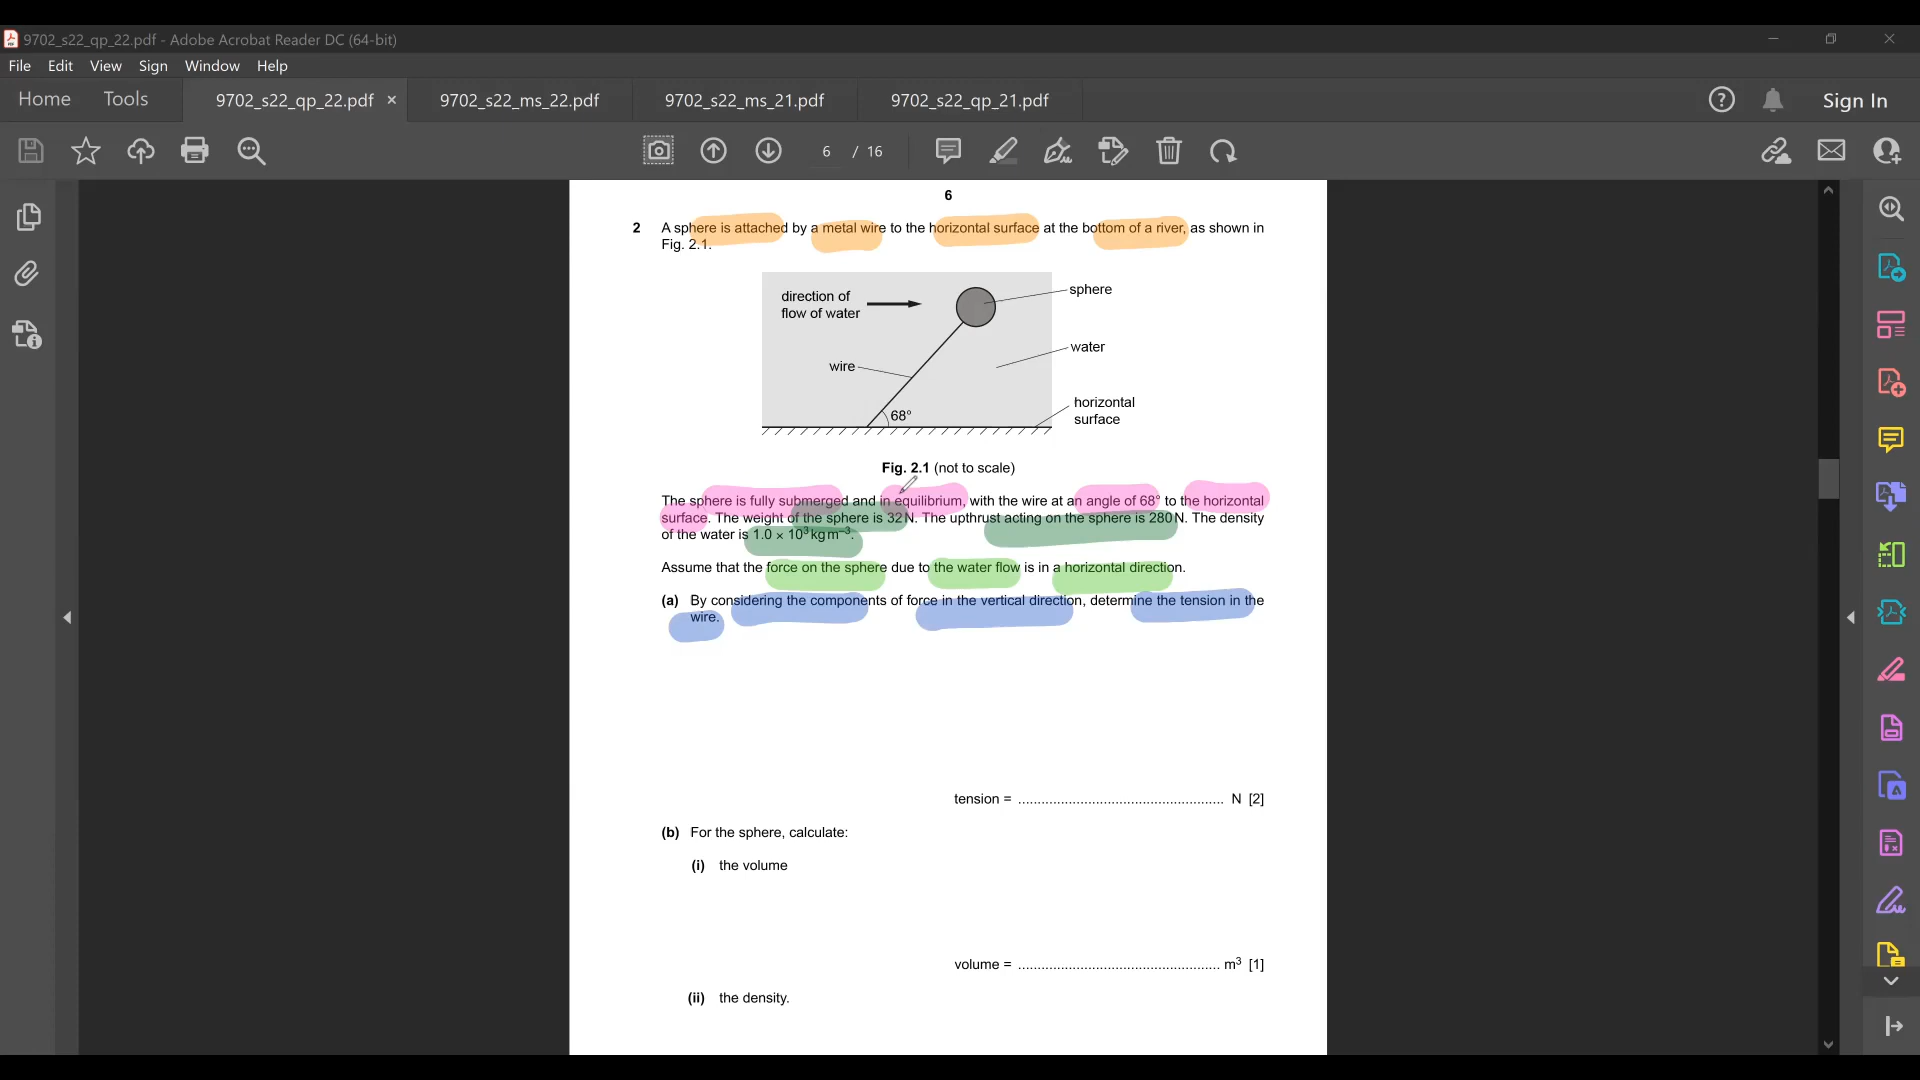 9702_s22_qp_22.pdf - Adobe Acrobat Reader DC (64-bit)
File Edit View Sign Window Help
Home Tools 9702_s22_qp_22.pdf × 9702_s22_ms_22.pdf 9702_s22_ms_21.pdf 9702_s22_qp_21.pdf Sign In
6 / 16
6
2 A sphere is attached by a metal wire to the horizontal surface at the bottom of a river, as shown in
Fig. 2.1.
direction of
flow of water
sphere
water
wire
horizontal
surface
68°
Fig. 2.1 (not to scale)
The sphere is fully submerged and in equilibrium, with the wire at an angle of 68° to the horizontal
surface. The weight of the sphere is 32 N. The upthrust acting on the sphere is 280 N. The density
of the water is 1.0 × 10³ kg m⁻³.
Assume that the force on the sphere due to the water flow is in a horizontal direction.
(a) By considering the components of force in the vertical direction, determine the tension in the
wire.
tension = .................................................... N [2]
(b) For the sphere, calculate:
(i) the volume
volume = .................................................... m³ [1]
(ii) the density.